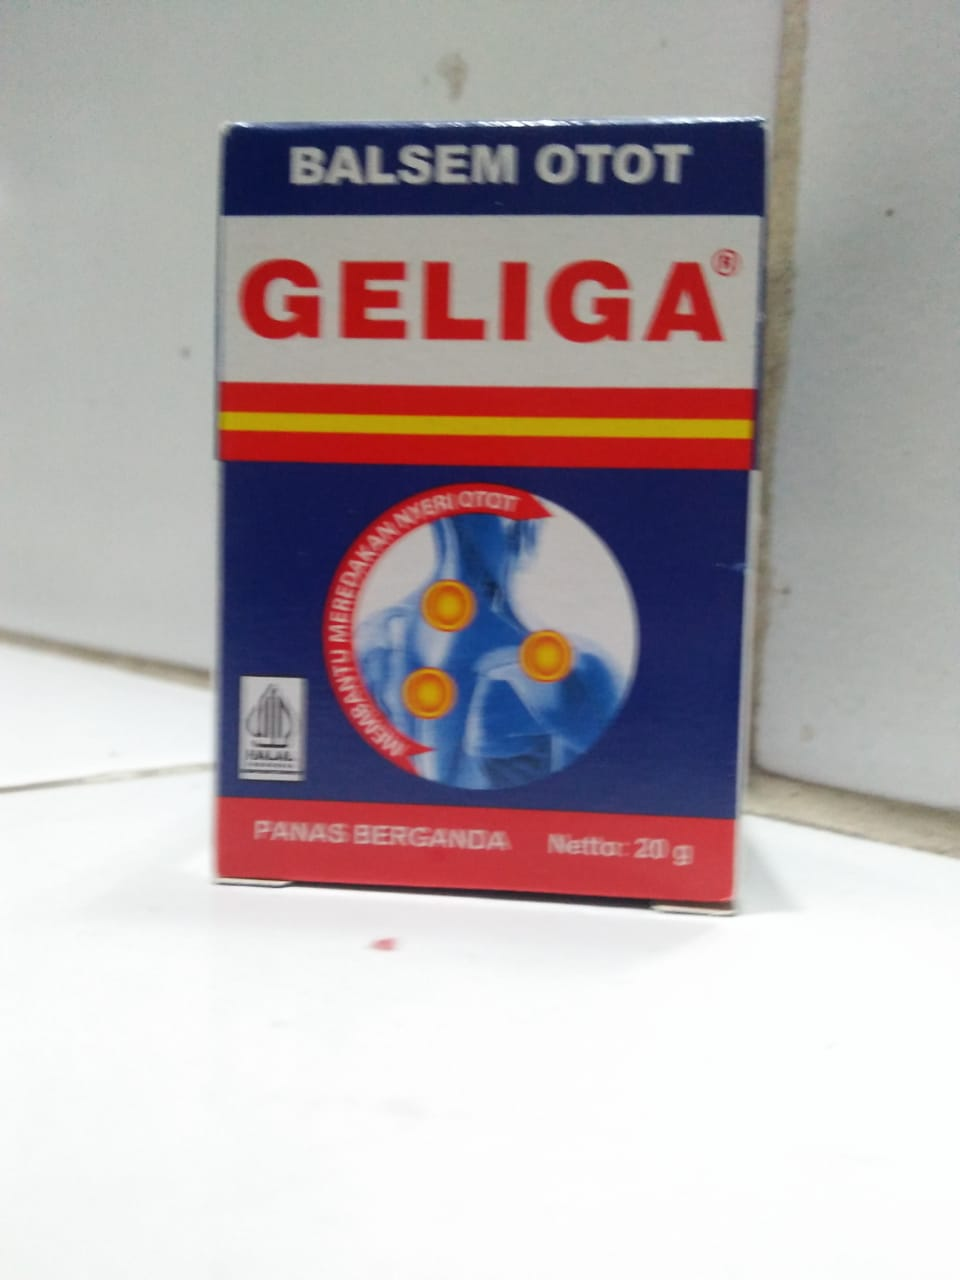 BALSEM OTOT
GELIGA®
MEMBANTU MEREDAKAN NYERI OTOT
HALAL
PANAS BERGANDA Netto: 20 g